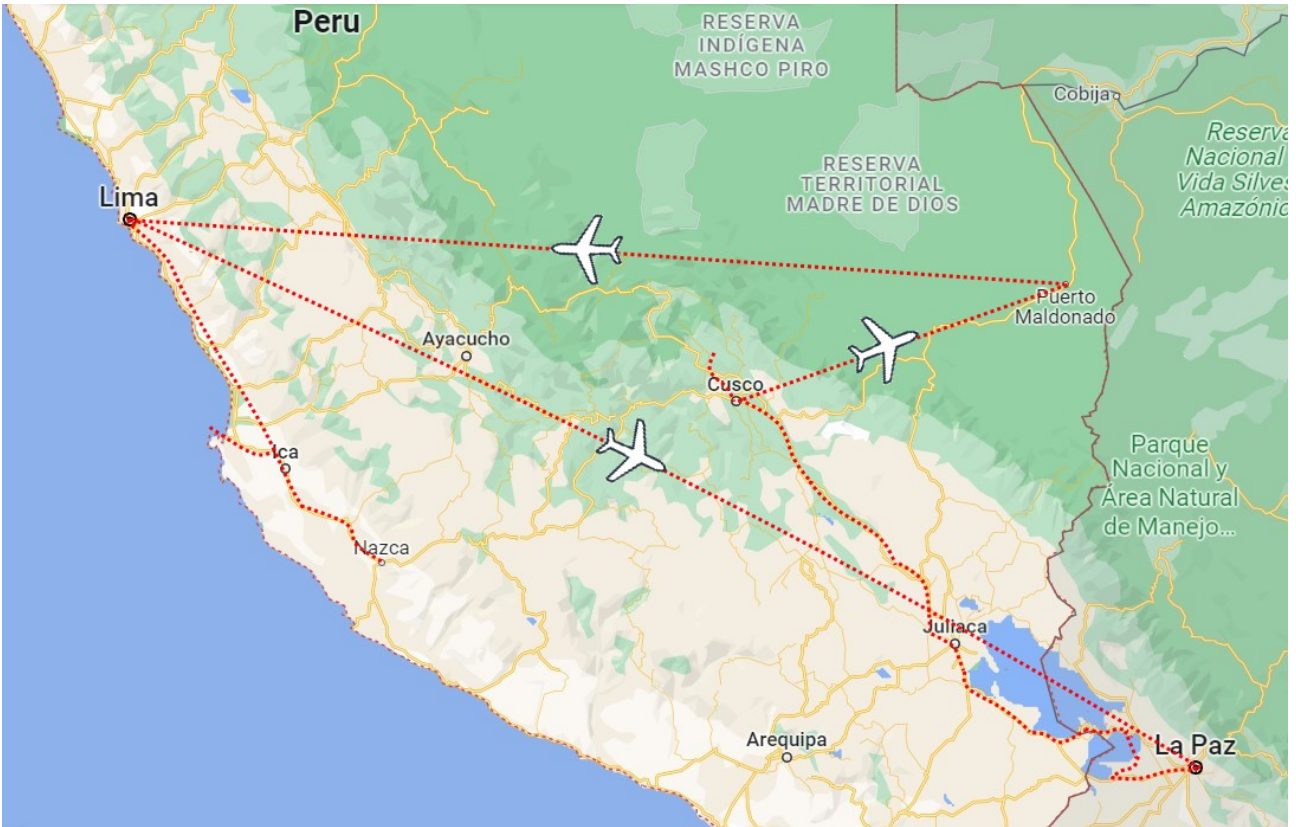 Peru
RESERVA
INDÍGENA
MASHCO PIRO
Cobija
Reserva
Nacional
Vida Silves
Amazónic
RESERVA
TERRITORIAL
MADRE DE DIOS
Lima
Puerto
Maldonado
Ayacucho
Cusco
Ica
Parque
Nacional y
Área Natural
de Manejo...
Nazca
Juliaca
Arequipa
La Paz